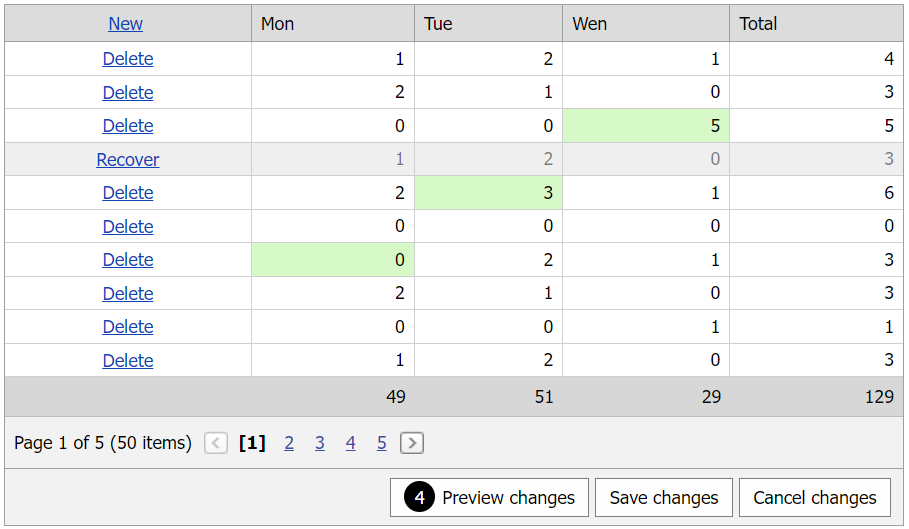 New Mon Tue Wen Total
Delete 1 2 1 4
Delete 2 1 0 3
Delete 0 0 5 5
Recover 1 2 0 3
Delete 2 3 1 6
Delete 0 0 0 0
Delete 0 2 1 3
Delete 2 1 0 3
Delete 0 0 1 1
Delete 1 2 0 3
49 51 29 129
Page 1 of 5 (50 items) < [1] 2 3 4 5 >
4 Preview changes Save changes Cancel changes